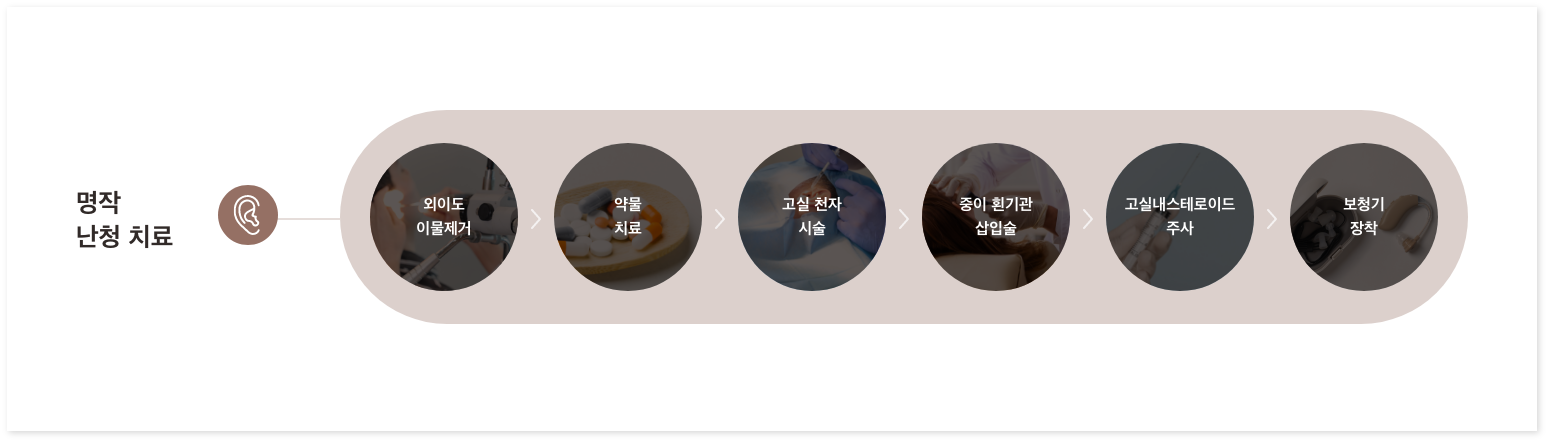 명작
난청 치료
외이도
이물제거
약물
치료
고실 천자
시술
중이 환기관
삽입술
고실내스테로이드
주사
보청기
장착